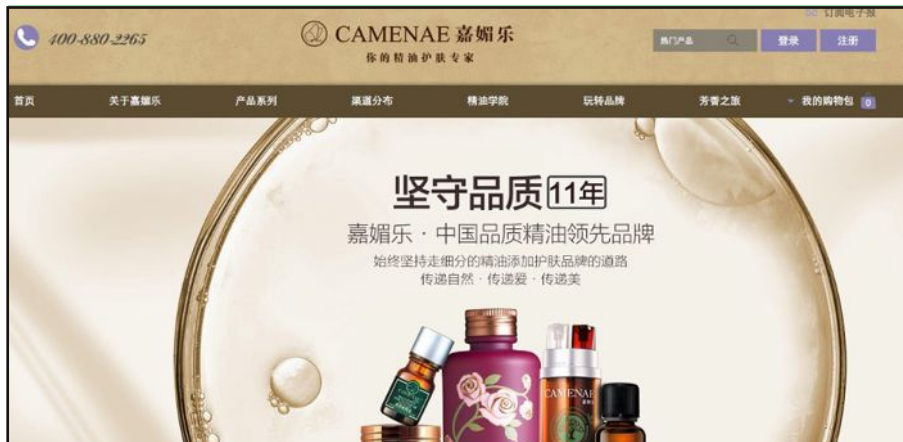 订阅电子报
400-880-2265
CAMENAE 嘉媚乐
你的精油护肤专家
热门产品
登录
注册
首页
关于嘉媚乐
产品系列
渠道分布
精油学院
玩转品牌
芳香之旅
我的购物包 0
坚守品质11年
嘉媚乐·中国品质精油领先品牌
始终坚持走细分的精油添加护肤品牌的道路
传递自然·传递爱·传递美
CAMENAE